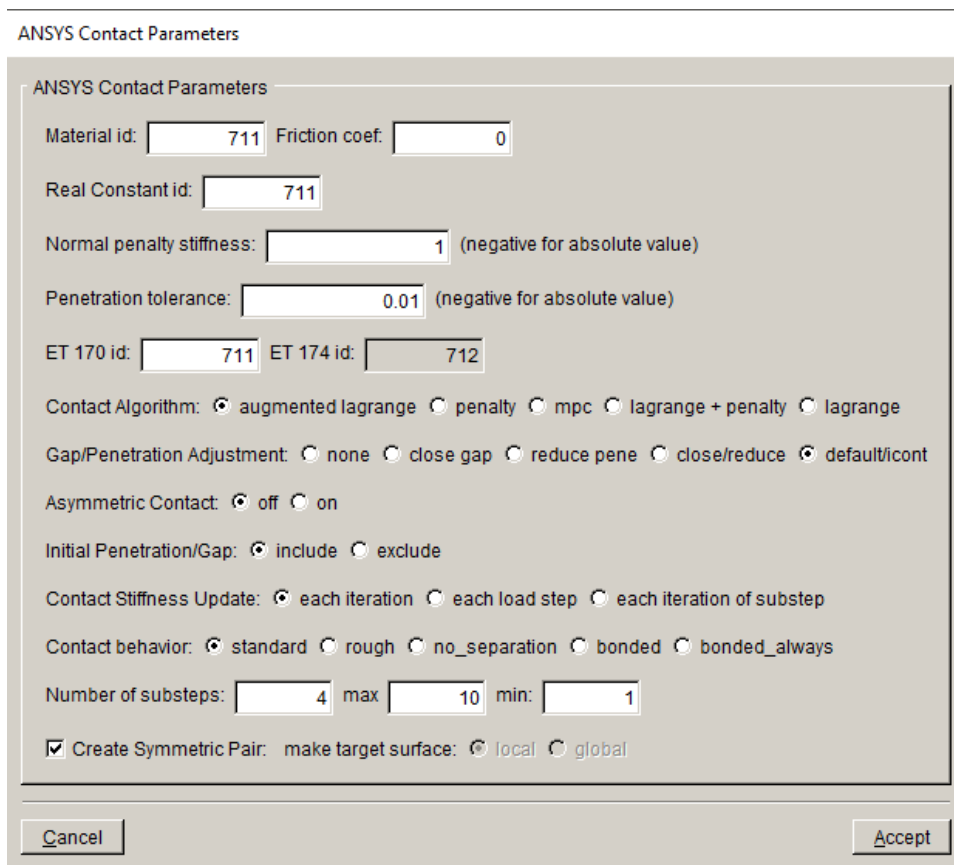 ANSYS Contact Parameters
ANSYS Contact Parameters
Material id: 711 Friction coef: 0
Real Constant id: 711
Normal penalty stiffness: 1 (negative for absolute value)
Penetration tolerance: 0.01 (negative for absolute value)
ET 170 id: 711 ET 174 id: 712
Contact Algorithm: augmented lagrange penalty mpc lagrange + penalty lagrange
Gap/Penetration Adjustment: none close gap reduce pene close/reduce default/icont
Asymmetric Contact: off on
Initial Penetration/Gap: include exclude
Contact Stiffness Update: each iteration each load step each iteration of substep
Contact behavior: standard rough no_separation bonded bonded_always
Number of substeps: 4 max 10 min: 1
Create Symmetric Pair: make target surface: local global
Cancel Accept